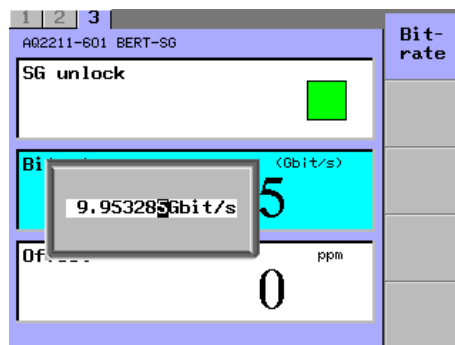 1 2 3
AQ2211-601 BERT-SG
Bit-
rate
SG unlock
(Gbit/s)
9.953285Gbit/s
5
ppm
0